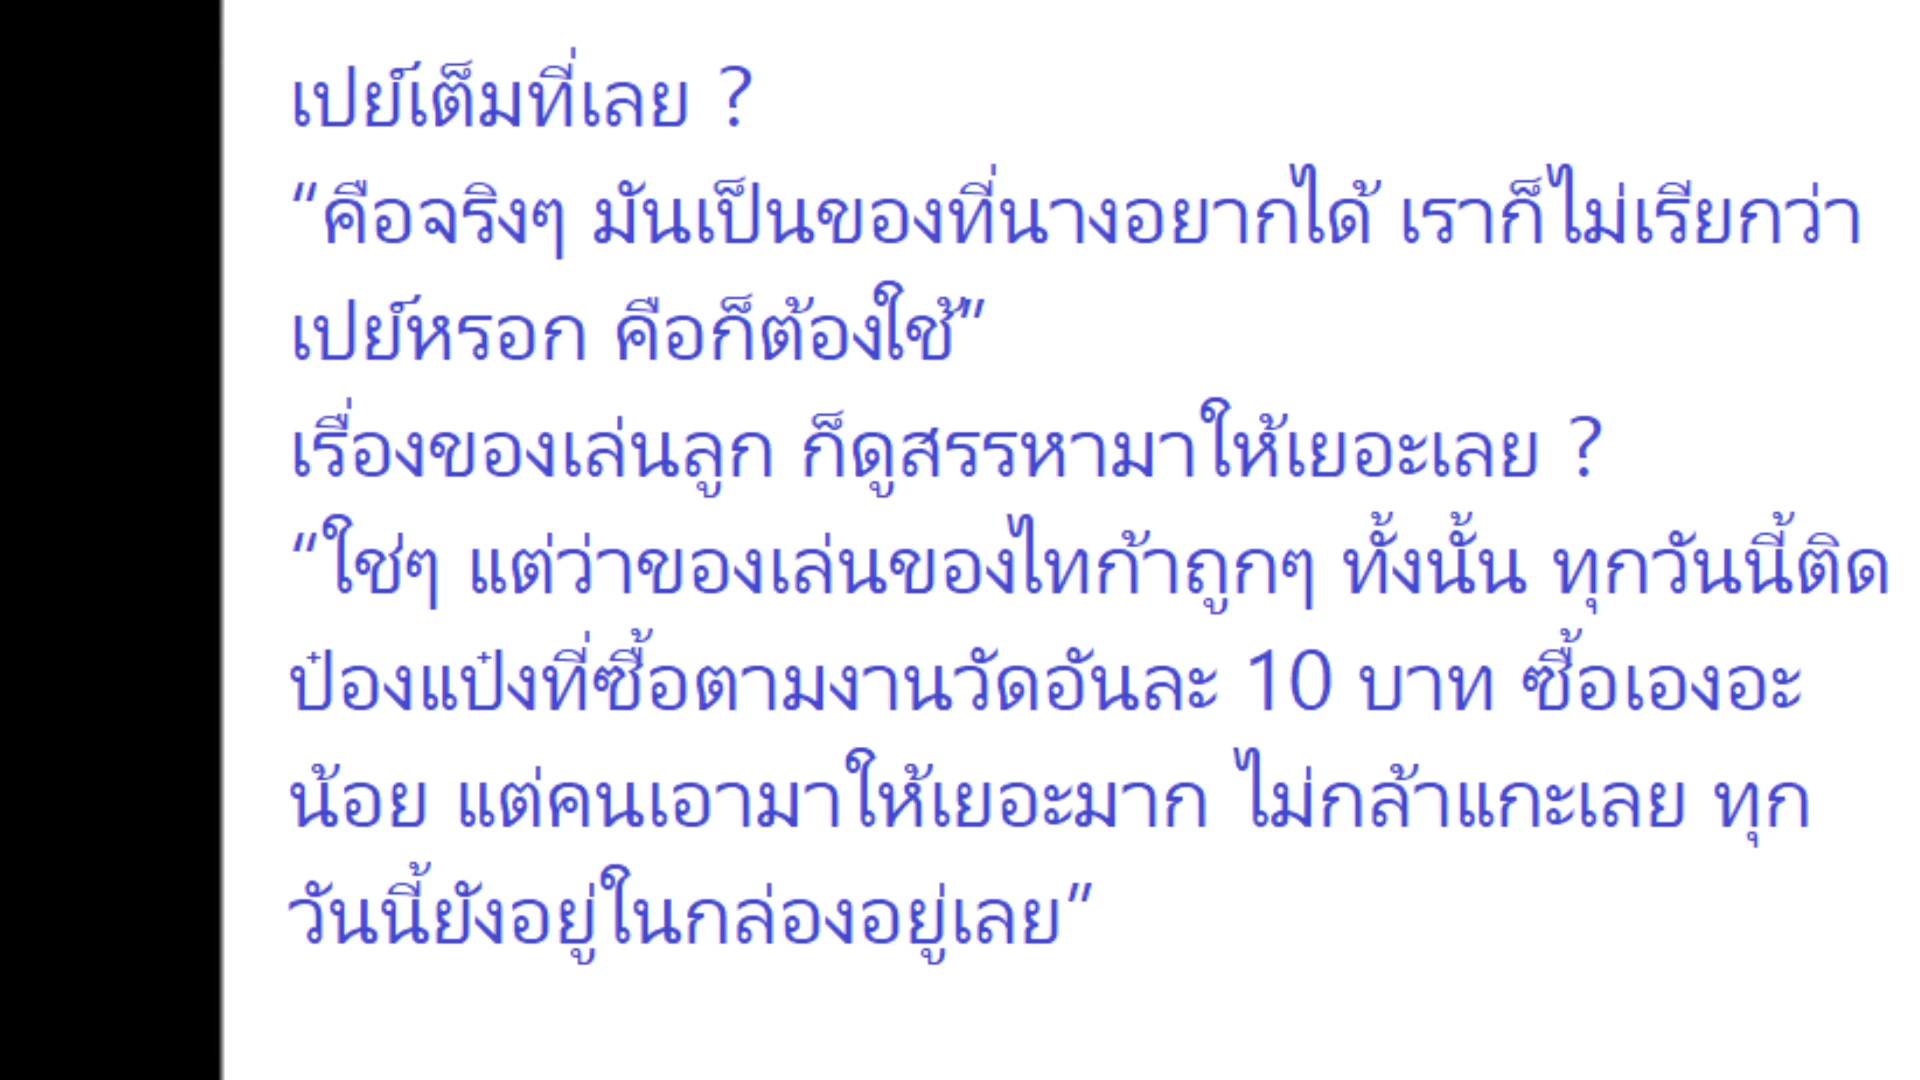 เปย์เต็มที่เลย ?
“คือจริงๆ มันเป็นของที่นางอยากได้ เราก็ไม่เรียกว่า
เปย์หรอก คือก็ต้องใช้”
เรื่องของเล่นลูก ก็ดูสรรหามาให้เยอะเลย ?
“ใช่ๆ แต่ว่าของเล่นของไทก้าถูกๆ ทั้งนั้น ทุกวันนี้ติด
ป๋องแป๋งที่ซื้อตามงานวัดอันละ 10 บาท ซื้อเองอะ
น้อย แต่คนเอามาให้เยอะมาก ไม่กล้าแกะเลย ทุก
วันนี้ยังอยู่ในกล่องอยู่เลย”